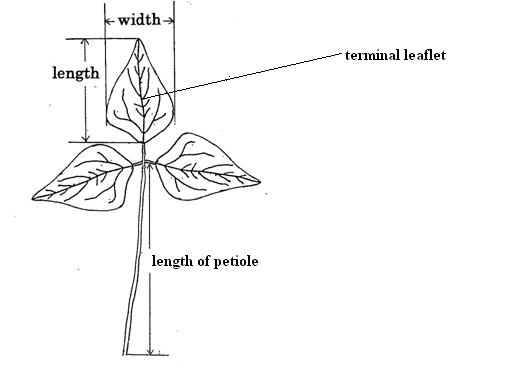 width
length
terminal leaflet
length of petiole